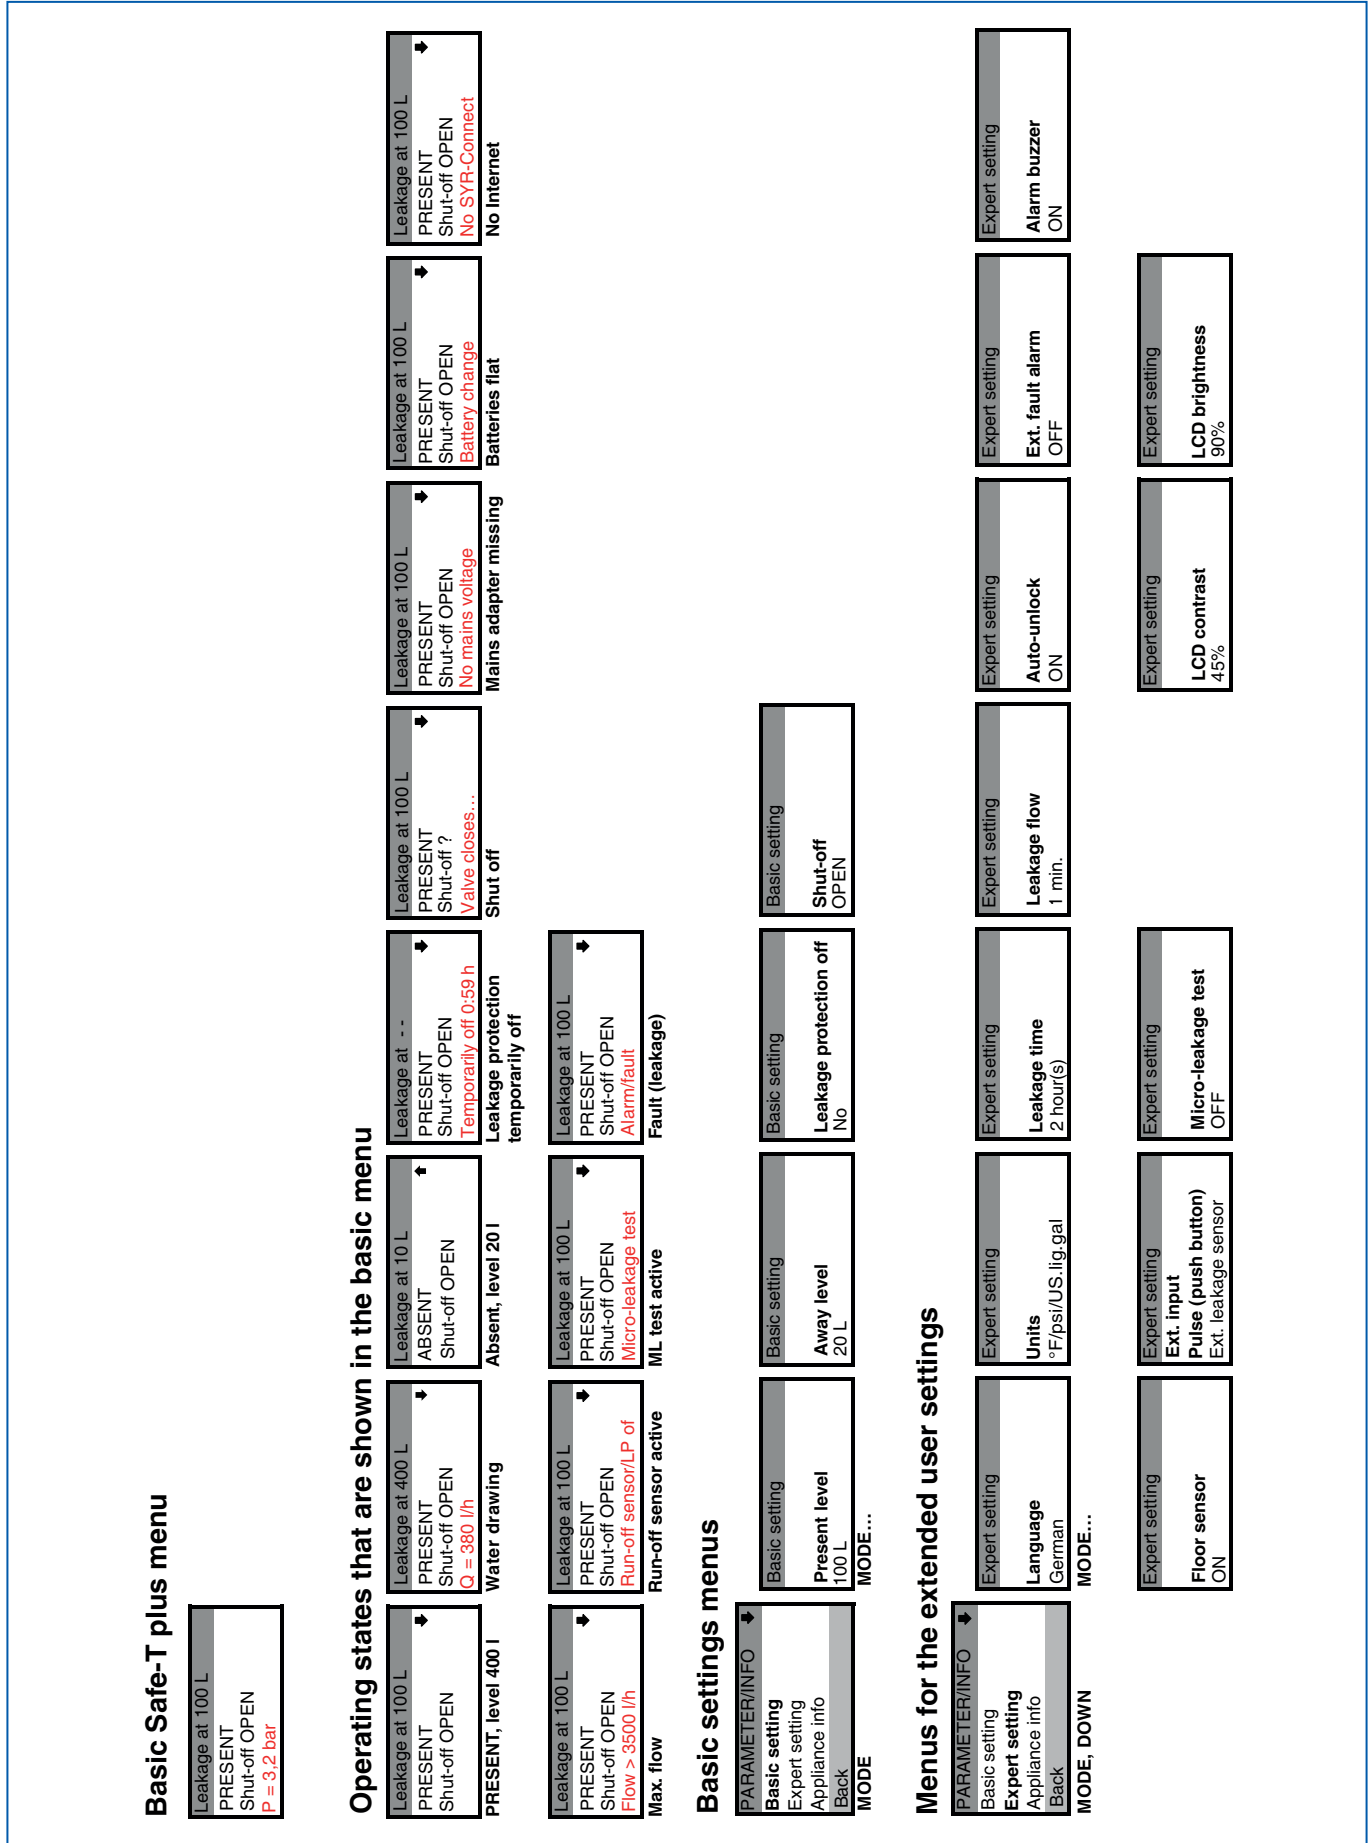 Basic Safe-T plus menu
Leakage at 100 L
PRESENT
Shut-off OPEN
P = 3,2 bar
Operating states that are shown in the basic menu
Leakage at 100 L
PRESENT
Shut-off OPEN
PRESENT, level 400 l
Leakage at 400 L
PRESENT
Shut-off OPEN
Q = 380 l/h
Water drawing
Leakage at 10 L
ABSENT
Shut-off OPEN
Absent, level 20 l
Leakage at - -
PRESENT
Shut-off OPEN
Temporarily off 0:59 h
Leakage protection
temporarily off
Leakage at 100 L
PRESENT
Shut-off ?
Valve closes...
Shut off
Leakage at 100 L
PRESENT
Shut-off OPEN
No mains voltage
Mains adapter missing
Leakage at 100 L
PRESENT
Shut-off OPEN
Battery change
Batteries flat
Leakage at 100 L
PRESENT
Shut-off OPEN
No SYR-Connect
No Internet
Leakage at 100 L
PRESENT
Shut-off OPEN
Flow > 3500 l/h
Max. flow
Leakage at 100 L
PRESENT
Shut-off OPEN
Run-off sensor/LP of
Run-off sensor active
Leakage at 100 L
PRESENT
Shut-off OPEN
Micro-leakage test
ML test active
Leakage at 100 L
PRESENT
Shut-off OPEN
Alarm/fault
Fault (leakage)
Basic settings menus
PARAMETER/INFO
Basic setting
Expert setting
Appliance info
Back
MODE
Basic setting
Present level
100 L
MODE...
Basic setting
Away level
20 L
Basic setting
Leakage protection off
No
Basic setting
Shut-off
OPEN
Menus for the extended user settings
PARAMETER/INFO
Basic setting
Expert setting
Appliance info
Back
MODE, DOWN
Expert setting
Language
German
MODE...
Expert setting
Units
°F/psi/US.lig.gal
Expert setting
Leakage time
2 hour(s)
Expert setting
Leakage flow
1 min.
Expert setting
Auto-unlock
ON
Expert setting
Ext. fault alarm
OFF
Expert setting
Alarm buzzer
ON
Expert setting
Floor sensor
ON
Expert setting
Ext. input
Pulse (push button)
Ext. leakage sensor
Expert setting
Micro-leakage test
OFF
Expert setting
LCD contrast
45%
Expert setting
LCD brightness
90%